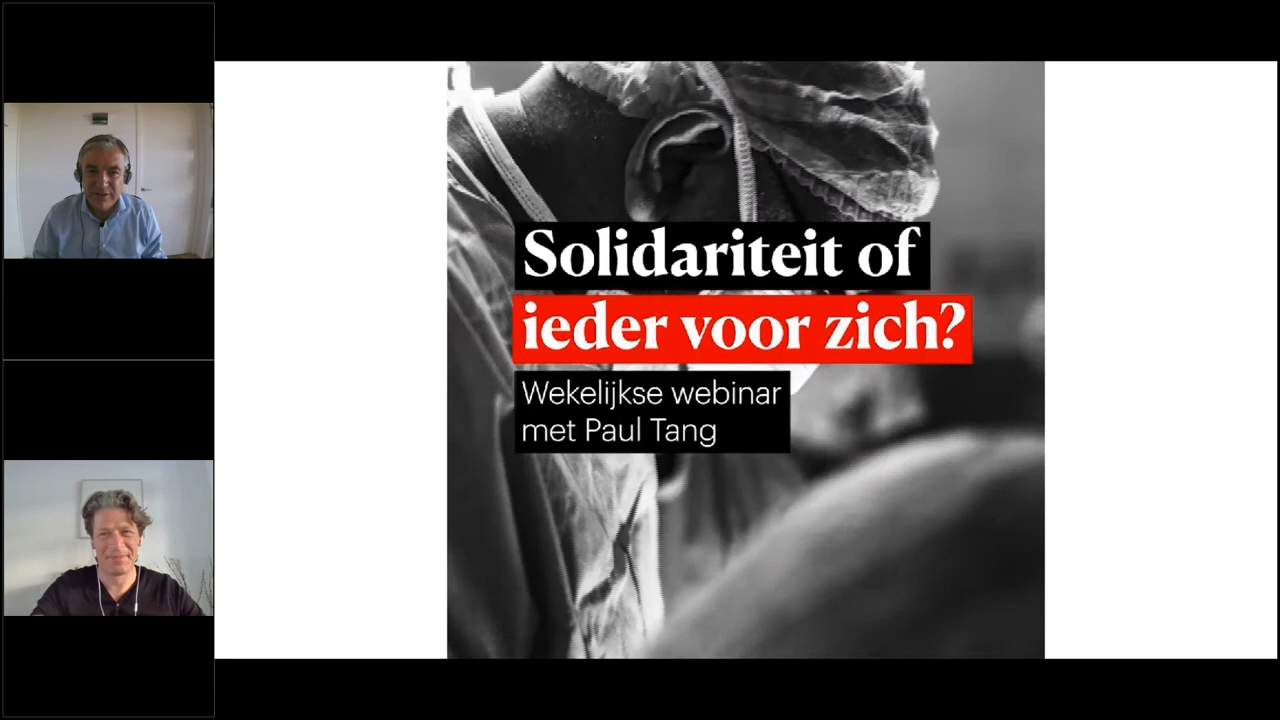 Solidariteit of
ieder voor zich?
Wekelijkse webinar
met Paul Tang